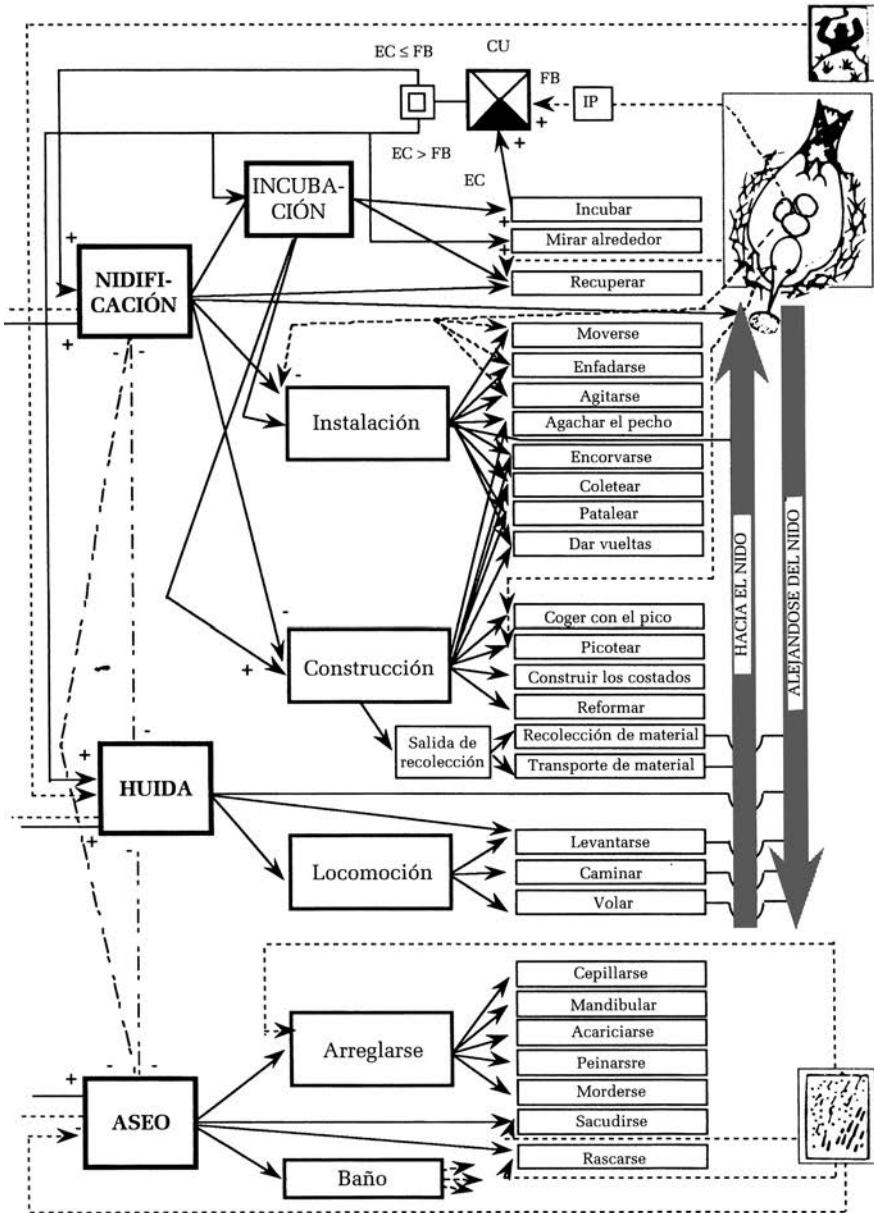 EC ≤ FB
CU
FB
IP
EC > FB
EC
INCUBA-
CIÓN
Incubar
Mirar alrededor
Recuperar
NIDIFI-
CACIÓN
Moverse
Enfadarse
Agitarse
Agachar el pecho
Instalación
Encorvarse
Coletear
Patalear
Dar vueltas
HACIA EL NIDO
ALEJANDOSE DEL NIDO
Coger con el pico
Picotear
Construcción
Construir los costados
Reformar
Salida de
recolección
Recolección de material
Transporte de material
HUIDA
Locomoción
Levantarse
Caminar
Volar
Arreglarse
Cepillarse
Mandibular
Acariciarse
Peinarsre
Morderse
ASEO
Sacudirse
Rascarse
Baño